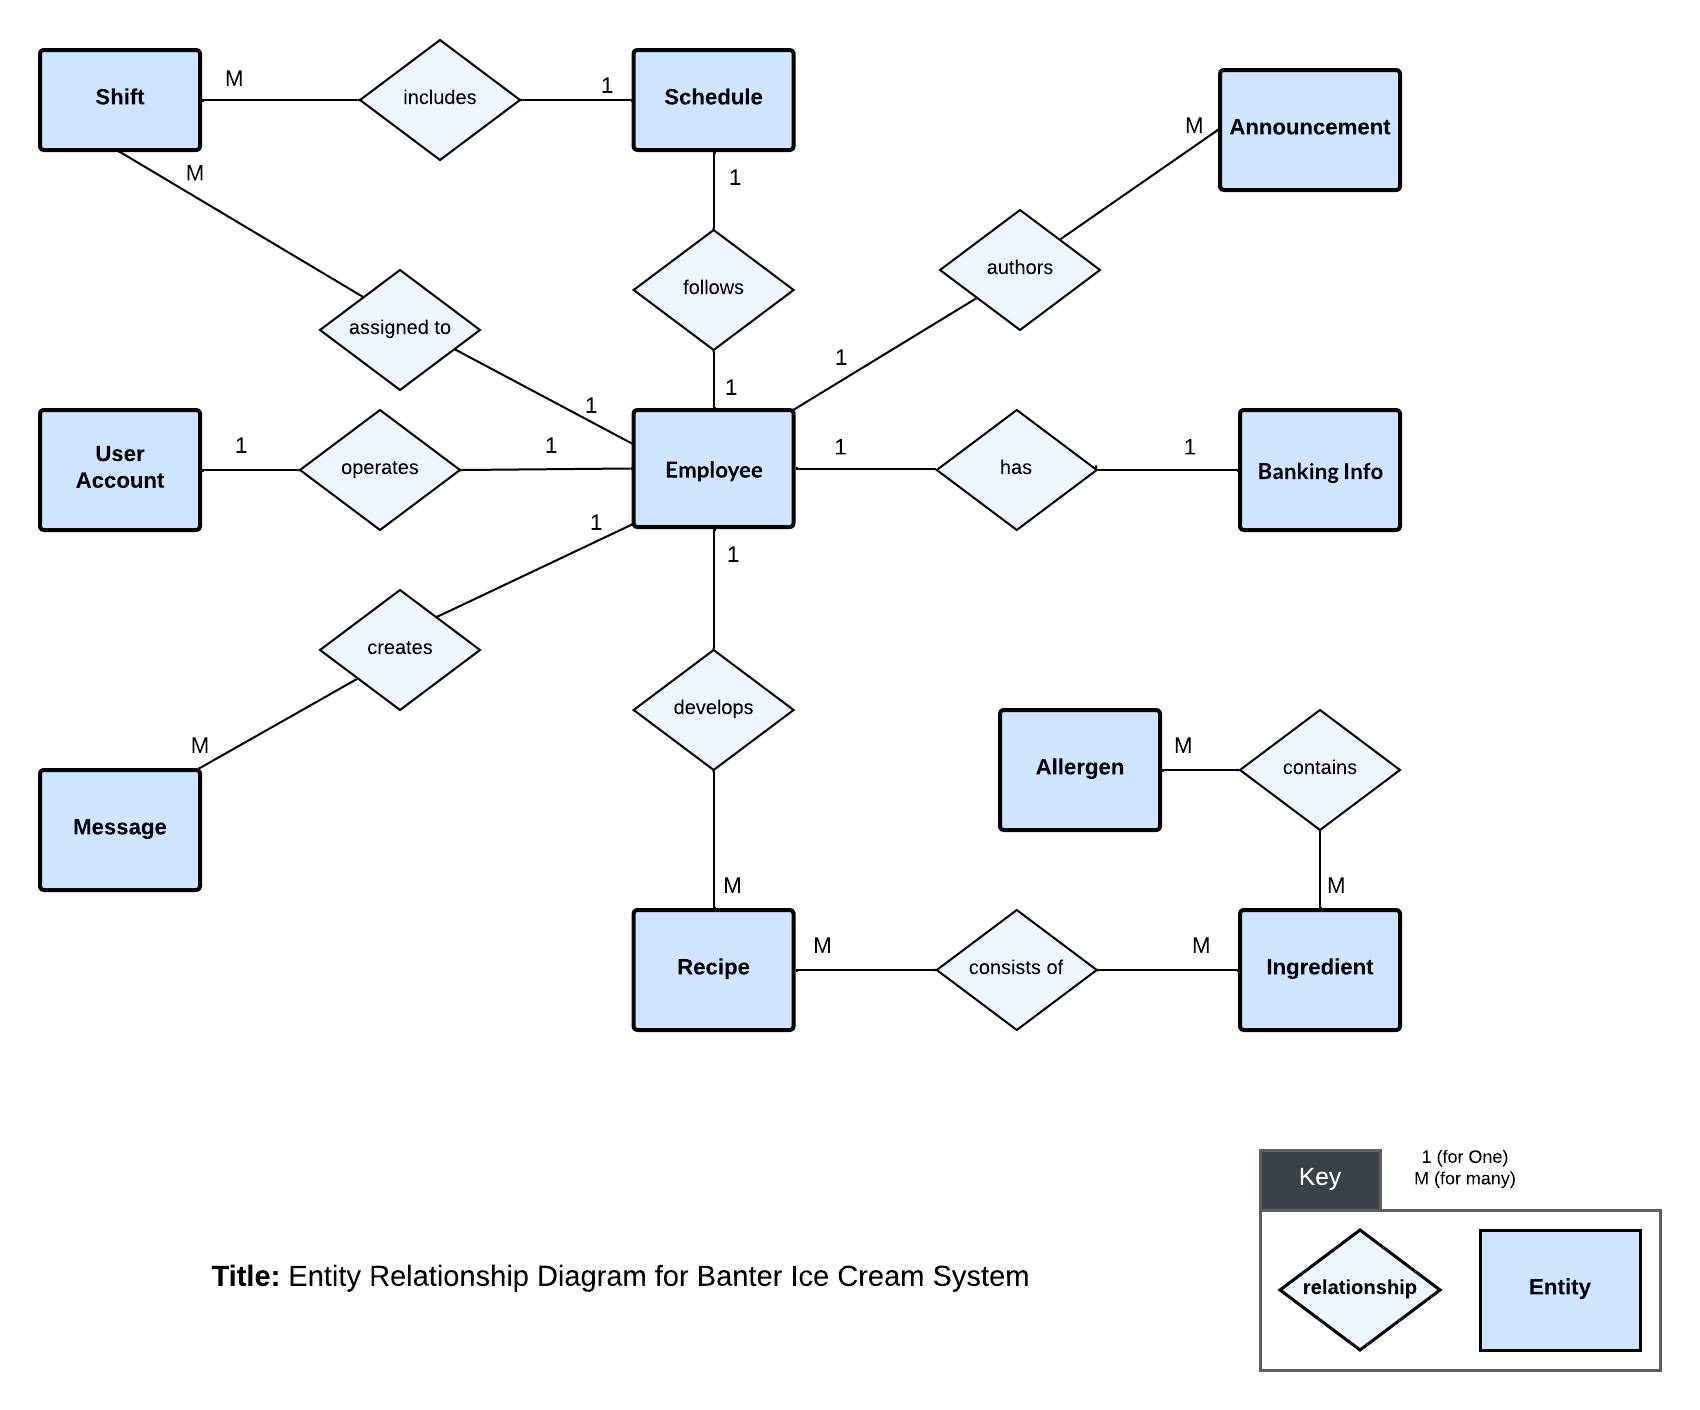 Shift
M
includes
1
Schedule
Announcement
M
M
1
follows
authors
assigned to
1
1
1
User
Account
1
operates
1
Employee
1
has
1
Banking Info
1
1
creates
develops
M
Message
Allergen
M
contains
M
M
Recipe
M
consists of
M
Ingredient
Key
1 (for One)
M (for many)
Title: Entity Relationship Diagram for Banter Ice Cream System
relationship
Entity